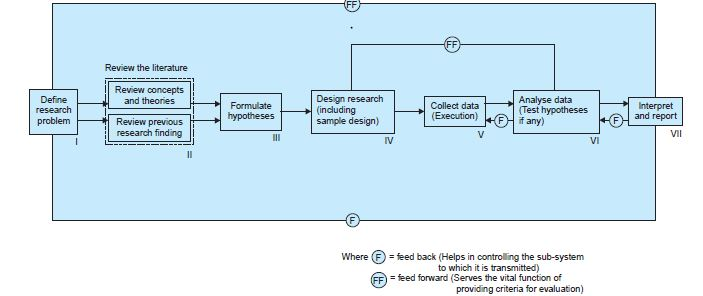 FF
FF
Review the literature
Define
research
problem
I
Review concepts
and theories
Review previous
research finding
II
Formulate
hypotheses
III
Design research
(including
sample design)
IV
Collect data
(Execution)
V
F
Analyse data
(Test hypotheses
if any)
VI
F
Interpret
and report
VII
F
Where F = feed back (Helps in controlling the sub-system
to which it is transmitted)
FF = feed forward (Serves the vital function of
providing criteria for evaluation)